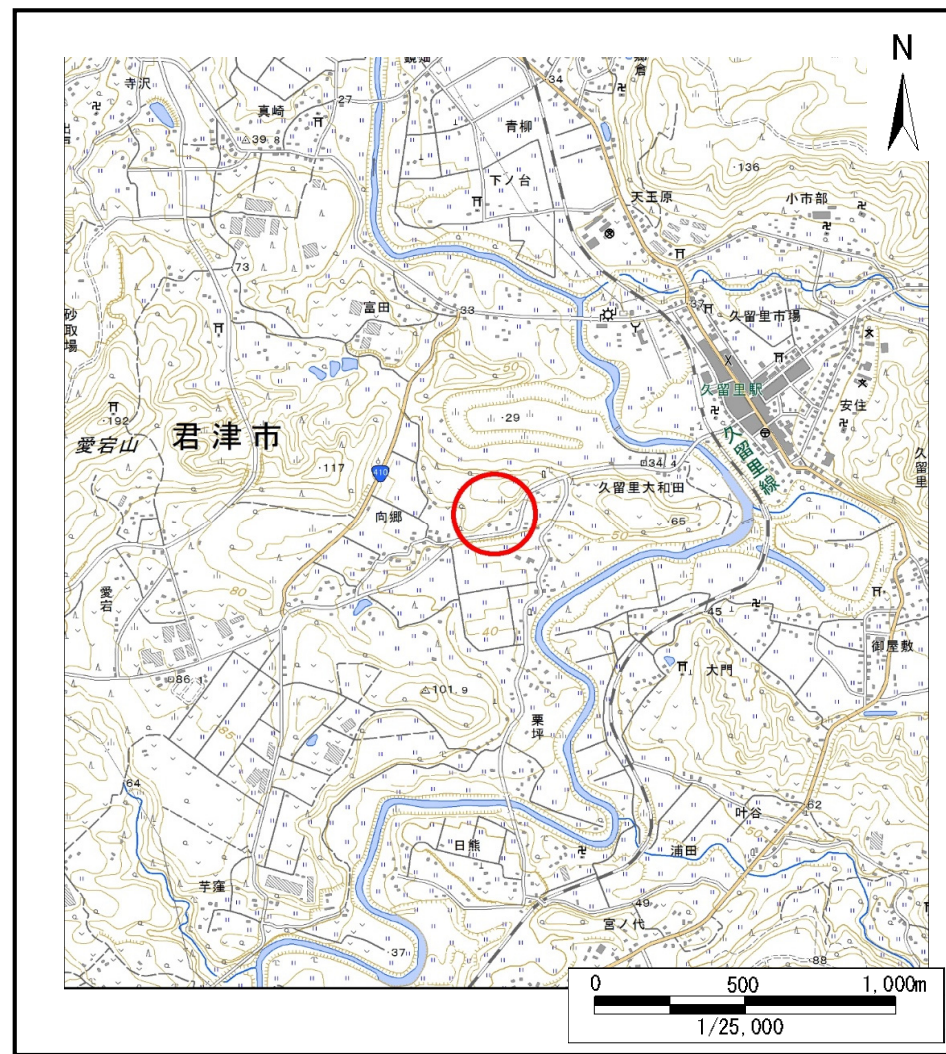 N
寺沢
真崎
27
39.8
34
青柳
下ノ台
天王原
136
小市部
73
富田
33
37
久留里市場
砂取場
久留里駅
安住
192
愛宕山
君津市
29
50
117
410
向郷
34.4
久留里大和田
久留里線
久留里
65
50
80
愛宕
45
40
大門
御屋敷
86.1
101.9
栗坪
85
64
62
叶谷
50
日熊
浦田
芋窪
49
宮ノ代
37
88
0 500 1,000m
1/25,000